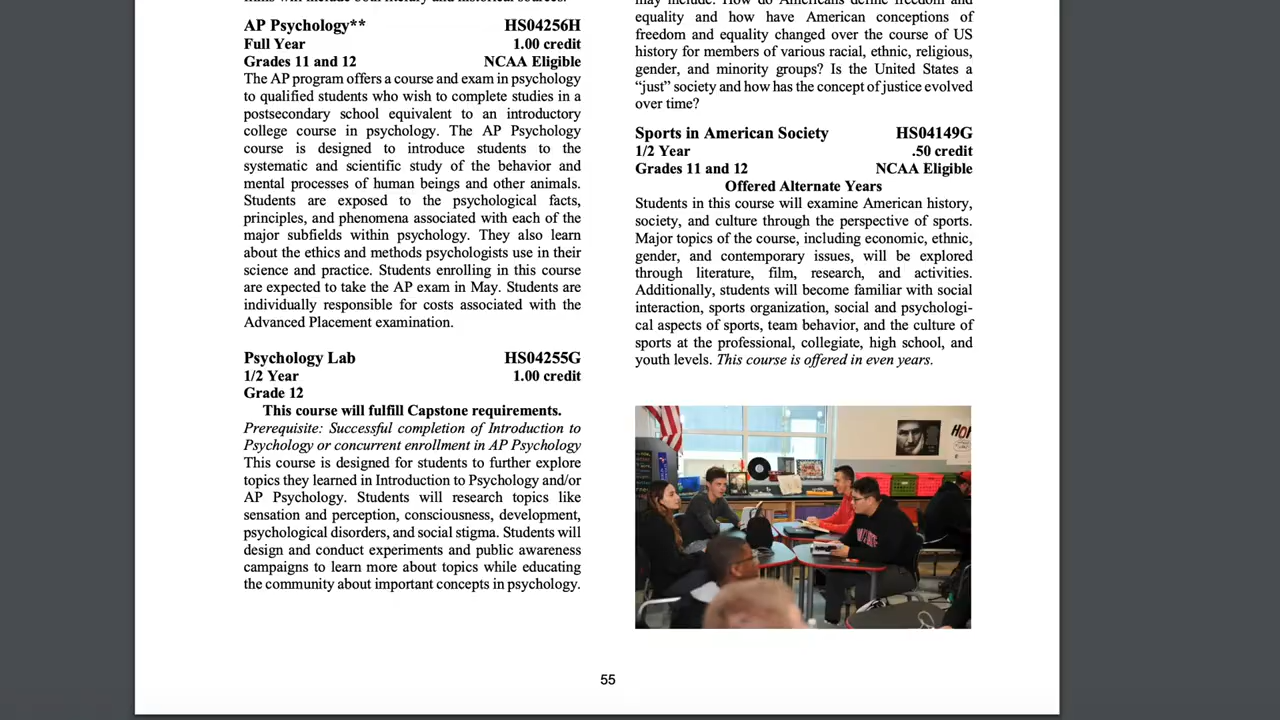 AP Psychology** HS04256H
Full Year 1.00 credit
Grades 11 and 12 NCAA Eligible
The AP program offers a course and exam in psychology
to qualified students who wish to complete studies in a
postsecondary school equivalent to an introductory
college course in psychology. The AP Psychology
course is designed to introduce students to the
systematic and scientific study of the behavior and
mental processes of human beings and other animals.
Students are exposed to the psychological facts,
principles, and phenomena associated with each of the
major subfields within psychology. They also learn
about the ethics and methods psychologists use in their
science and practice. Students enrolling in this course
are expected to take the AP exam in May. Students are
individually responsible for costs associated with the
Advanced Placement examination.
Psychology Lab HS04255G
1/2 Year 1.00 credit
Grade 12
This course will fulfill Capstone requirements.
Prerequisite: Successful completion of Introduction to
Psychology or concurrent enrollment in AP Psychology
This course is designed for students to further explore
topics they learned in Introduction to Psychology and/or
AP Psychology. Students will research topics like
sensation and perception, consciousness, development,
psychological disorders, and social stigma. Students will
design and conduct experiments and public awareness
campaigns to learn more about topics while educating
the community about important concepts in psychology.
may include: How do Americans define freedom and
equality and how have American conceptions of
freedom and equality changed over the course of US
history for members of various racial, ethnic, religious,
gender, and minority groups? Is the United States a
“just” society and how has the concept of justice evolved
over time?
Sports in American Society HS04149G
1/2 Year .50 credit
Grades 11 and 12 NCAA Eligible
Offered Alternate Years
Students in this course will examine American history,
society, and culture through the perspective of sports.
Major topics of the course, including economic, ethnic,
gender, and contemporary issues, will be explored
through literature, film, research, and activities.
Additionally, students will become familiar with social
interaction, sports organization, social and psychologi-
cal aspects of sports, team behavior, and the culture of
sports at the professional, collegiate, high school, and
youth levels. This course is offered in even years.
55